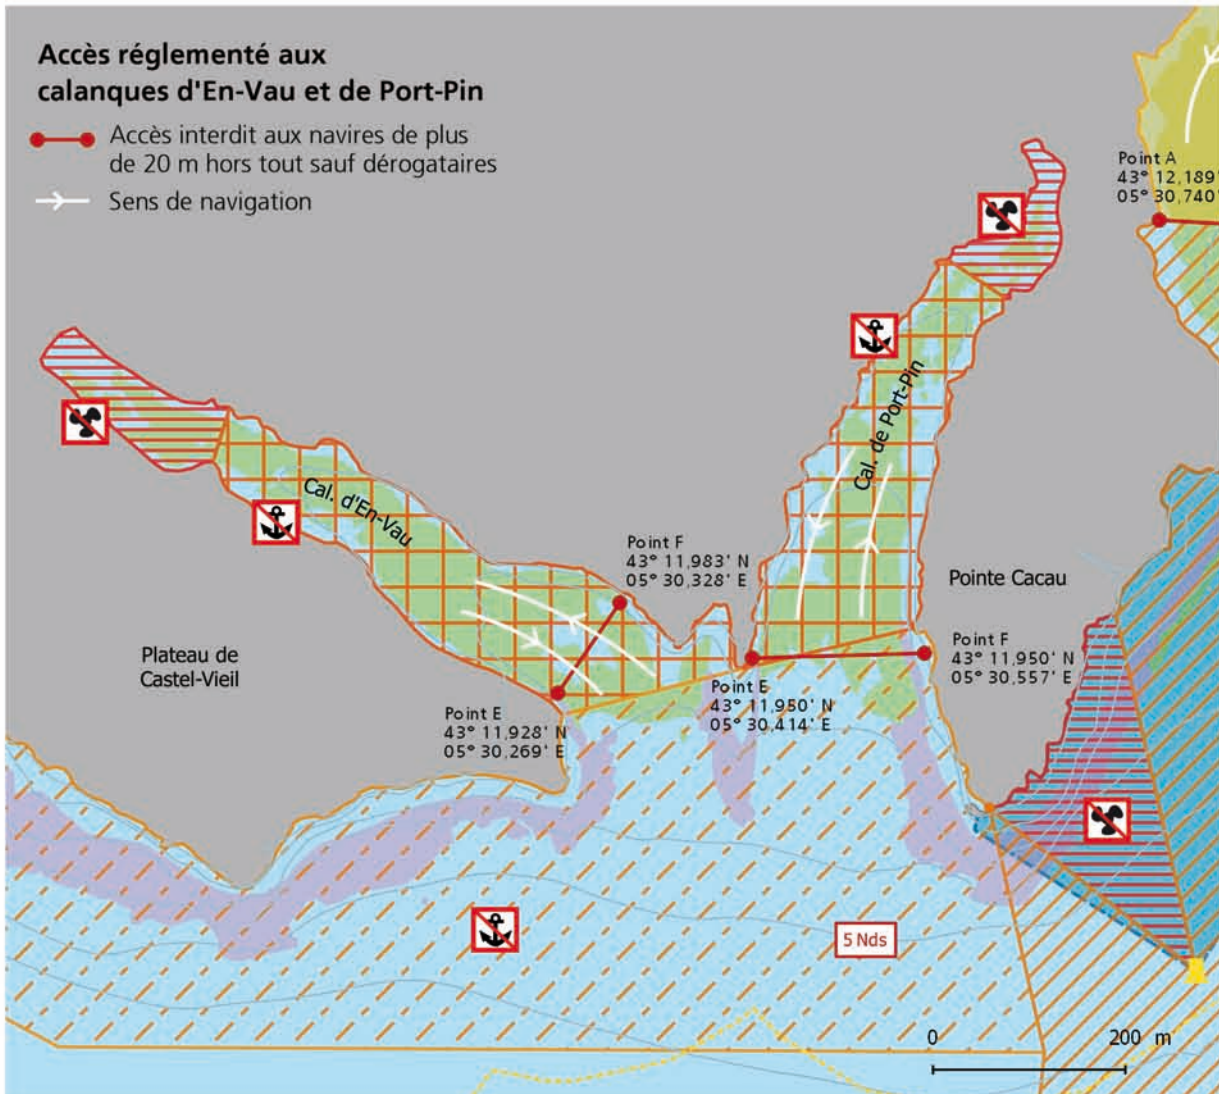 Accès réglementé aux
calanques d'En-Vau et de Port-Pin
Accès interdit aux navires de plus
de 20 m hors tout sauf dérogataires
Sens de navigation
Point A
43° 12,189'
05° 30,740'
Cal. de Port-Pin
Cal. d'En-Vau
Point F
43° 11,983' N
05° 30,328' E
Pointe Cacau
Plateau de
Castel-Vieil
Point F
43° 11,950' N
05° 30,557' E
Point E
43° 11,950' N
05° 30,414' E
Point E
43° 11,928' N
05° 30,269' E
5 Nds
0 200 m